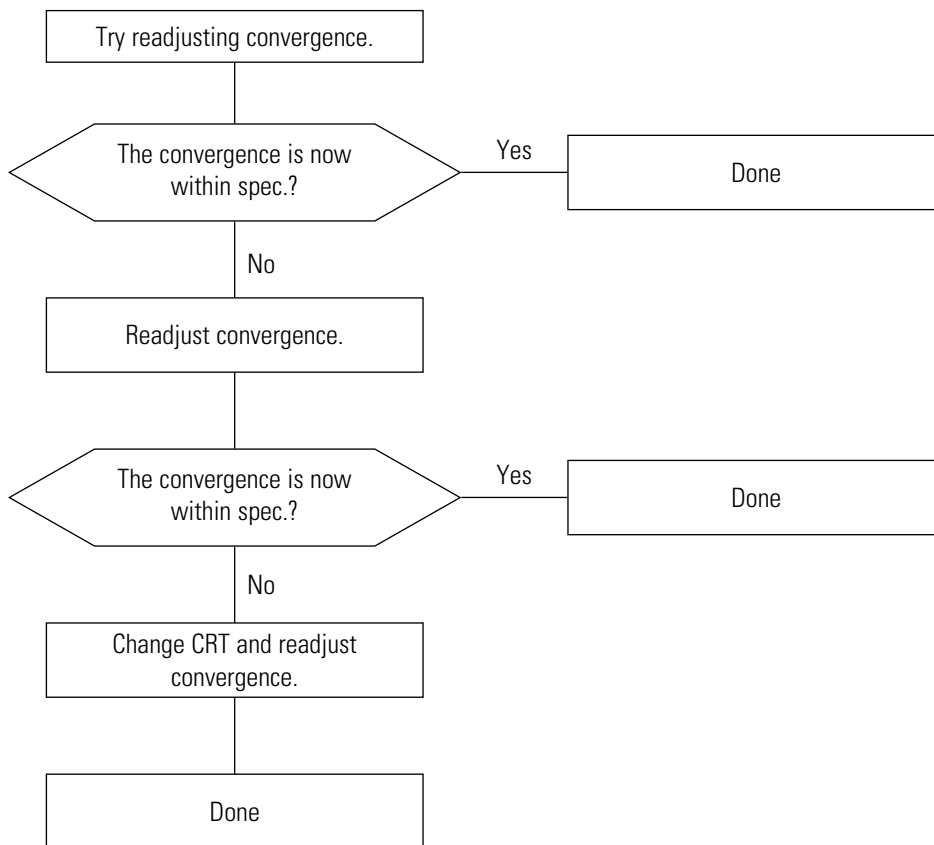 Try readjusting convergence.
The convergence is now
within spec.?
Yes
Done
No
Readjust convergence.
The convergence is now
within spec.?
Yes
Done
No
Change CRT and readjust
convergence.
Done